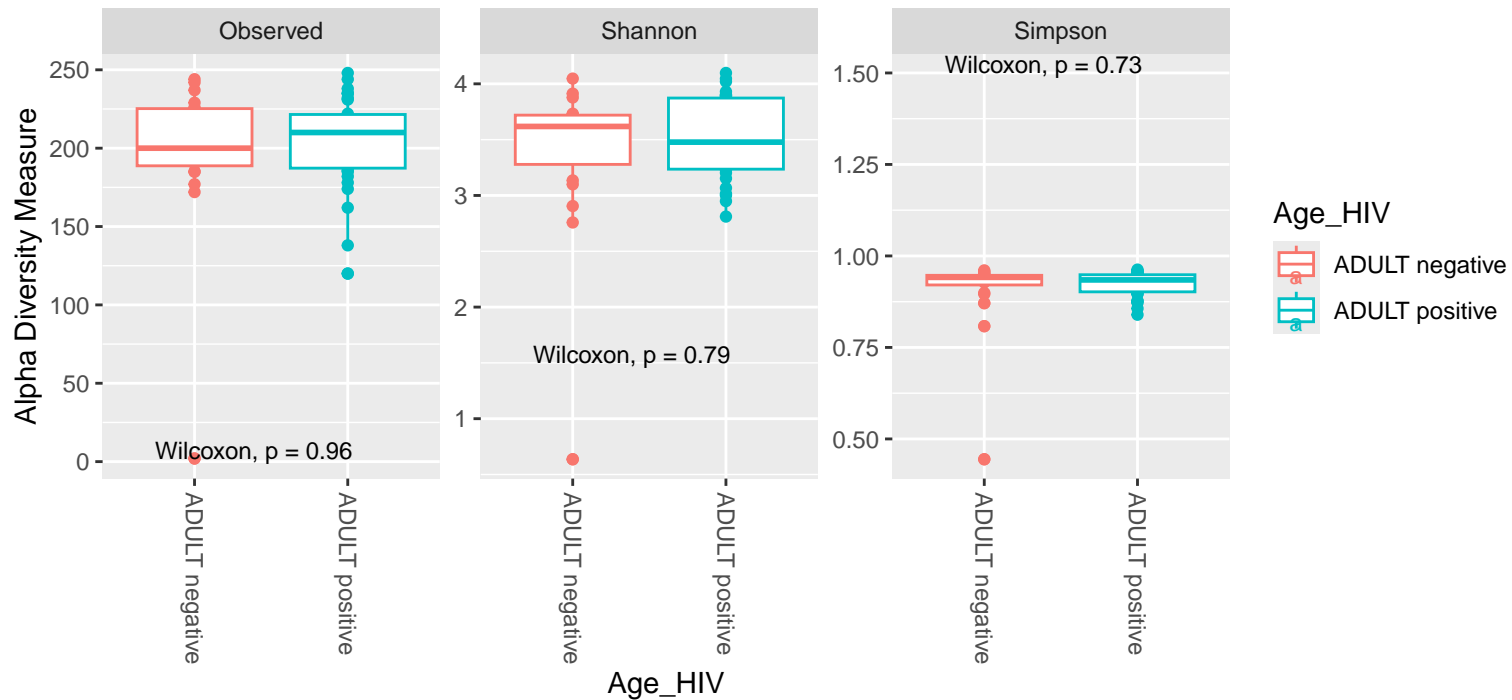 Observed
Shannon
Simpson
Alpha Diversity Measure
250
200
150
100
50
0
Wilcoxon, p = 0.96
4
3
2
1
Wilcoxon, p = 0.79
1.50
1.25
1.00
0.75
0.50
Wilcoxon, p = 0.73
ADULT negative
ADULT positive
ADULT negative
ADULT positive
ADULT negative
ADULT positive
Age_HIV
Age_HIV
a
ADULT negative
a
ADULT positive